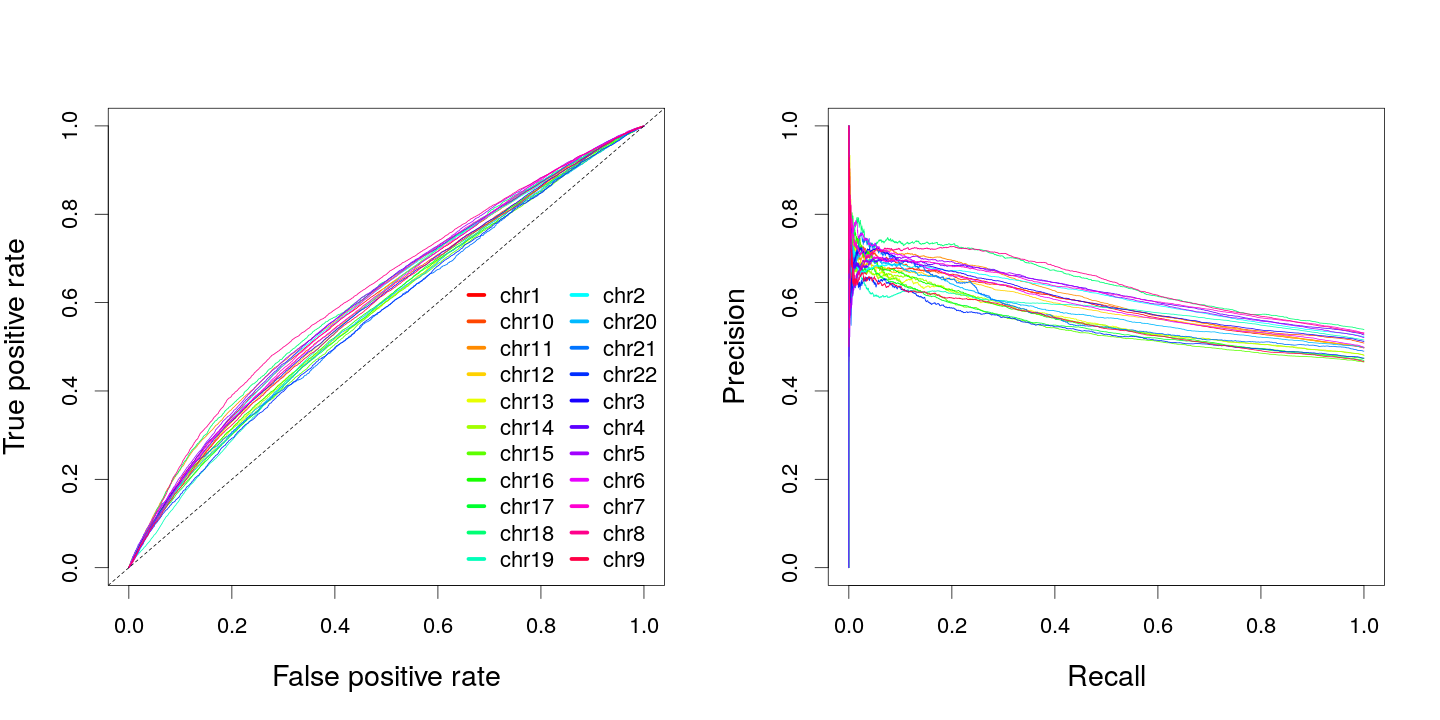 True positive rate
1.0
0.8
0.6
0.4
0.2
0.0
chr1 chr2
chr10 chr20
chr11 chr21
chr12 chr22
chr13 chr3
chr14 chr4
chr15 chr5
chr16 chr6
chr17 chr7
chr18 chr8
chr19 chr9
0.0 0.2 0.4 0.6 0.8 1.0
False positive rate
Precision
1.0
0.8
0.6
0.4
0.2
0.0
0.0 0.2 0.4 0.6 0.8 1.0
Recall